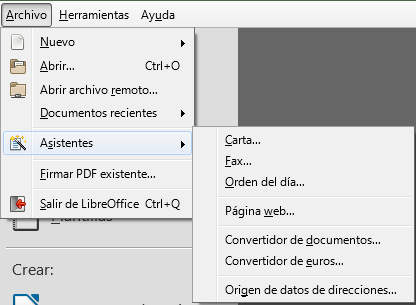 Archivo Herramientas Ayuda
Nuevo
Abrir... Ctrl+O
Abrir archivo remoto...
Documentos recientes
Asistentes
Firmar PDF existente...
Salir de LibreOffice Ctrl+Q
Carta...
Fax...
Orden del día...
Página web...
Convertidor de documentos...
Convertidor de euros...
Origen de datos de direcciones...
Plantillas
Crear: